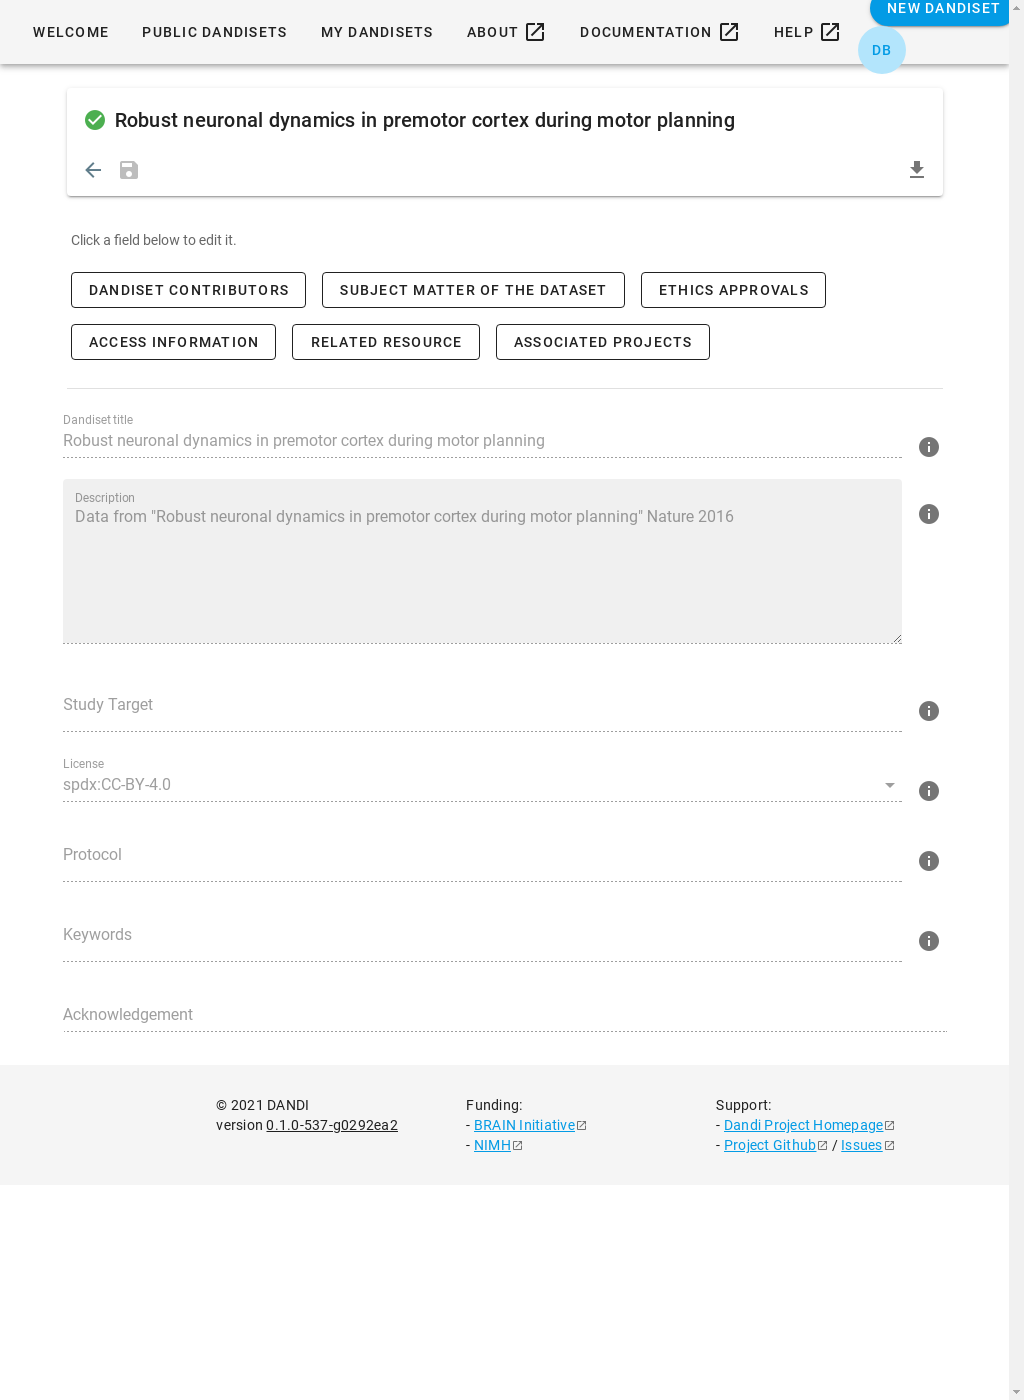 NEW DANDISET
WELCOME PUBLIC DANDISETS MY DANDISETS ABOUT DOCUMENTATION HELP
DB
Robust neuronal dynamics in premotor cortex during motor planning
Click a field below to edit it.
DANDISET CONTRIBUTORS SUBJECT MATTER OF THE DATASET ETHICS APPROVALS
ACCESS INFORMATION RELATED RESOURCE ASSOCIATED PROJECTS
Dandiset title
Robust neuronal dynamics in premotor cortex during motor planning
Description
Data from "Robust neuronal dynamics in premotor cortex during motor planning" Nature 2016
Study Target
License
spdx:CC-BY-4.0
Protocol
Keywords
Acknowledgement
© 2021 DANDI
version 0.1.0-537-g0292ea2
Funding:
- BRAIN Initiative
- NIMH
Support:
- Dandi Project Homepage
- Project Github / Issues